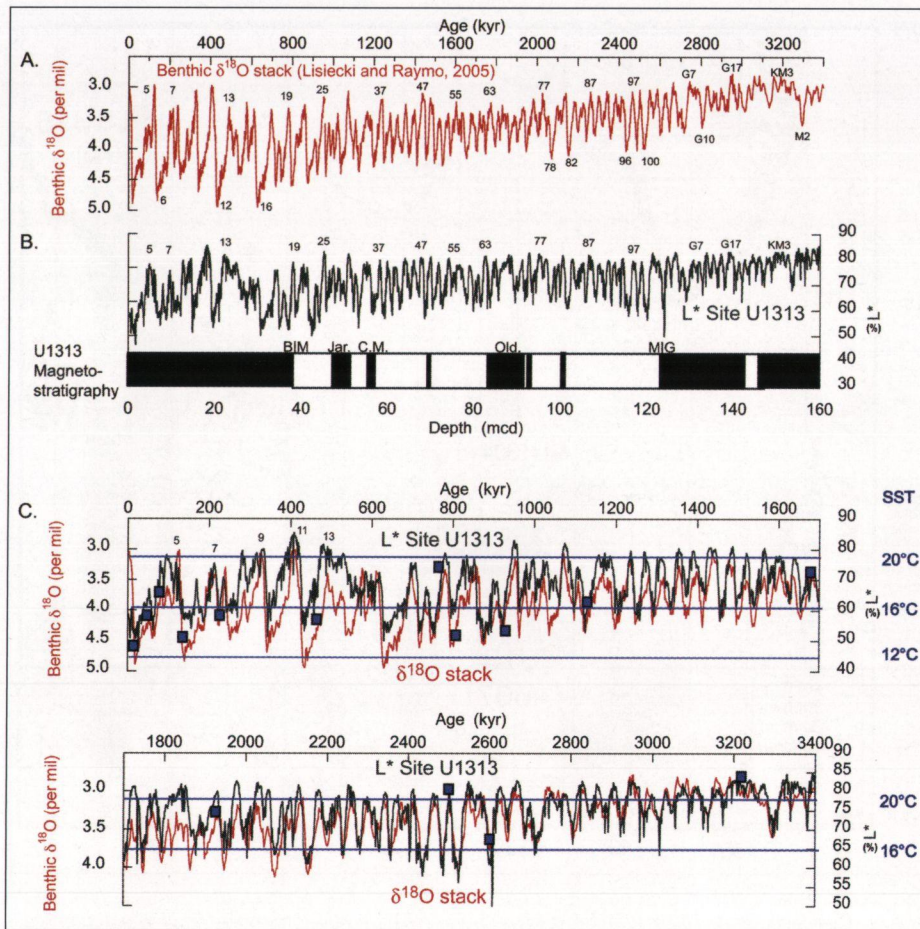 Age (kyr)
0 400 800 1200 1600 2000 2400 2800 3200
A.
Benthic δ18O stack (Lisiecki and Raymo, 2005)
Benthic δ18O (per mil)
3.0
3.5
4.0
4.5
5.0
5 7 13 19 25 37 47 55 63 77 87 97 G7 G17 KM3
6 12 16 78 82 96 100 G10 M2
B.
5 7 13 19 25 37 47 55 63 77 87 97 G7 G17 KM3
L* Site U1313
90
80
70
60
50
40
30
L*
(%)
U1313
Magneto-
stratigraphy
B/M Jar. C.M. Old. M/G
0 20 40 60 80 100 120 140 160
Depth (mcd)
C.
Age (kyr)
0 200 400 600 800 1000 1200 1400 1600
SST
Benthic δ18O (per mil)
3.0
3.5
4.0
4.5
5.0
5 7 9 11 13
L* Site U1313
90
80
70
60
50
40
L*
(%)
20°C
16°C
12°C
δ18O stack
Age (kyr)
1800 2000 2200 2400 2600 2800 3000 3200 3400
L* Site U1313
Benthic δ18O (per mil)
3.0
3.5
4.0
90
85
80
75
70
65
60
55
50
L*
(%)
20°C
16°C
δ18O stack